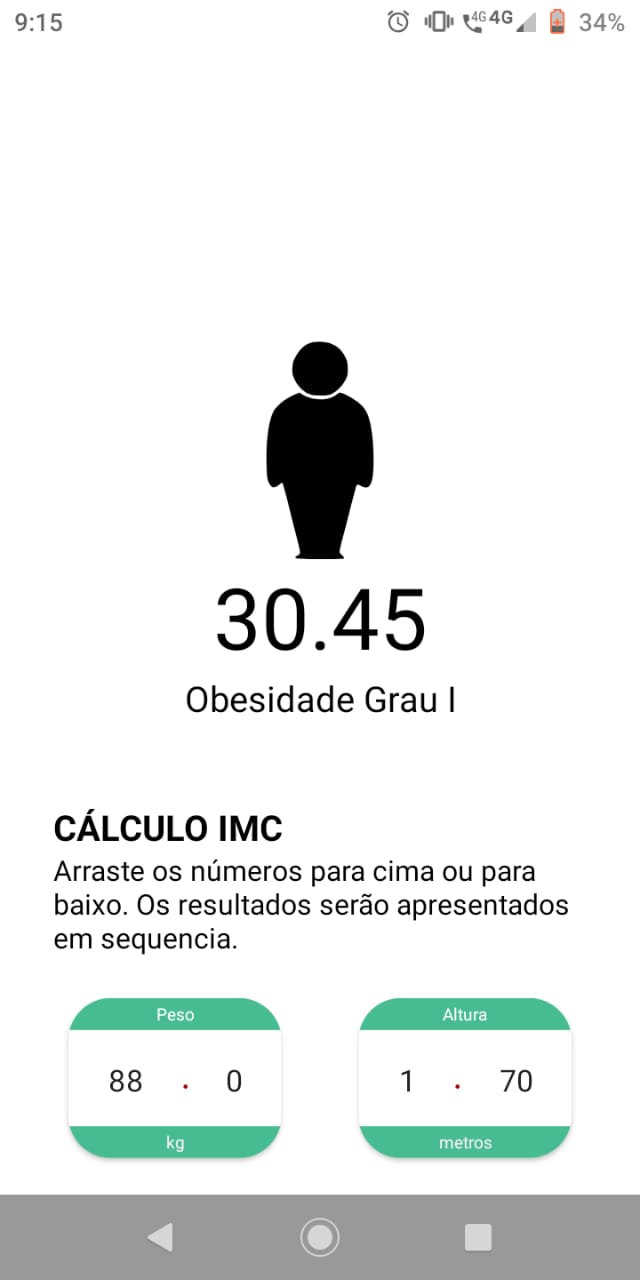 9:15 4G 4G 34%
30.45
Obesidade Grau I
CÁLCULO IMC
Arraste os números para cima ou para
baixo. Os resultados serão apresentados
em sequencia.
Peso Altura
88 . 0 1 . 70
kg metros